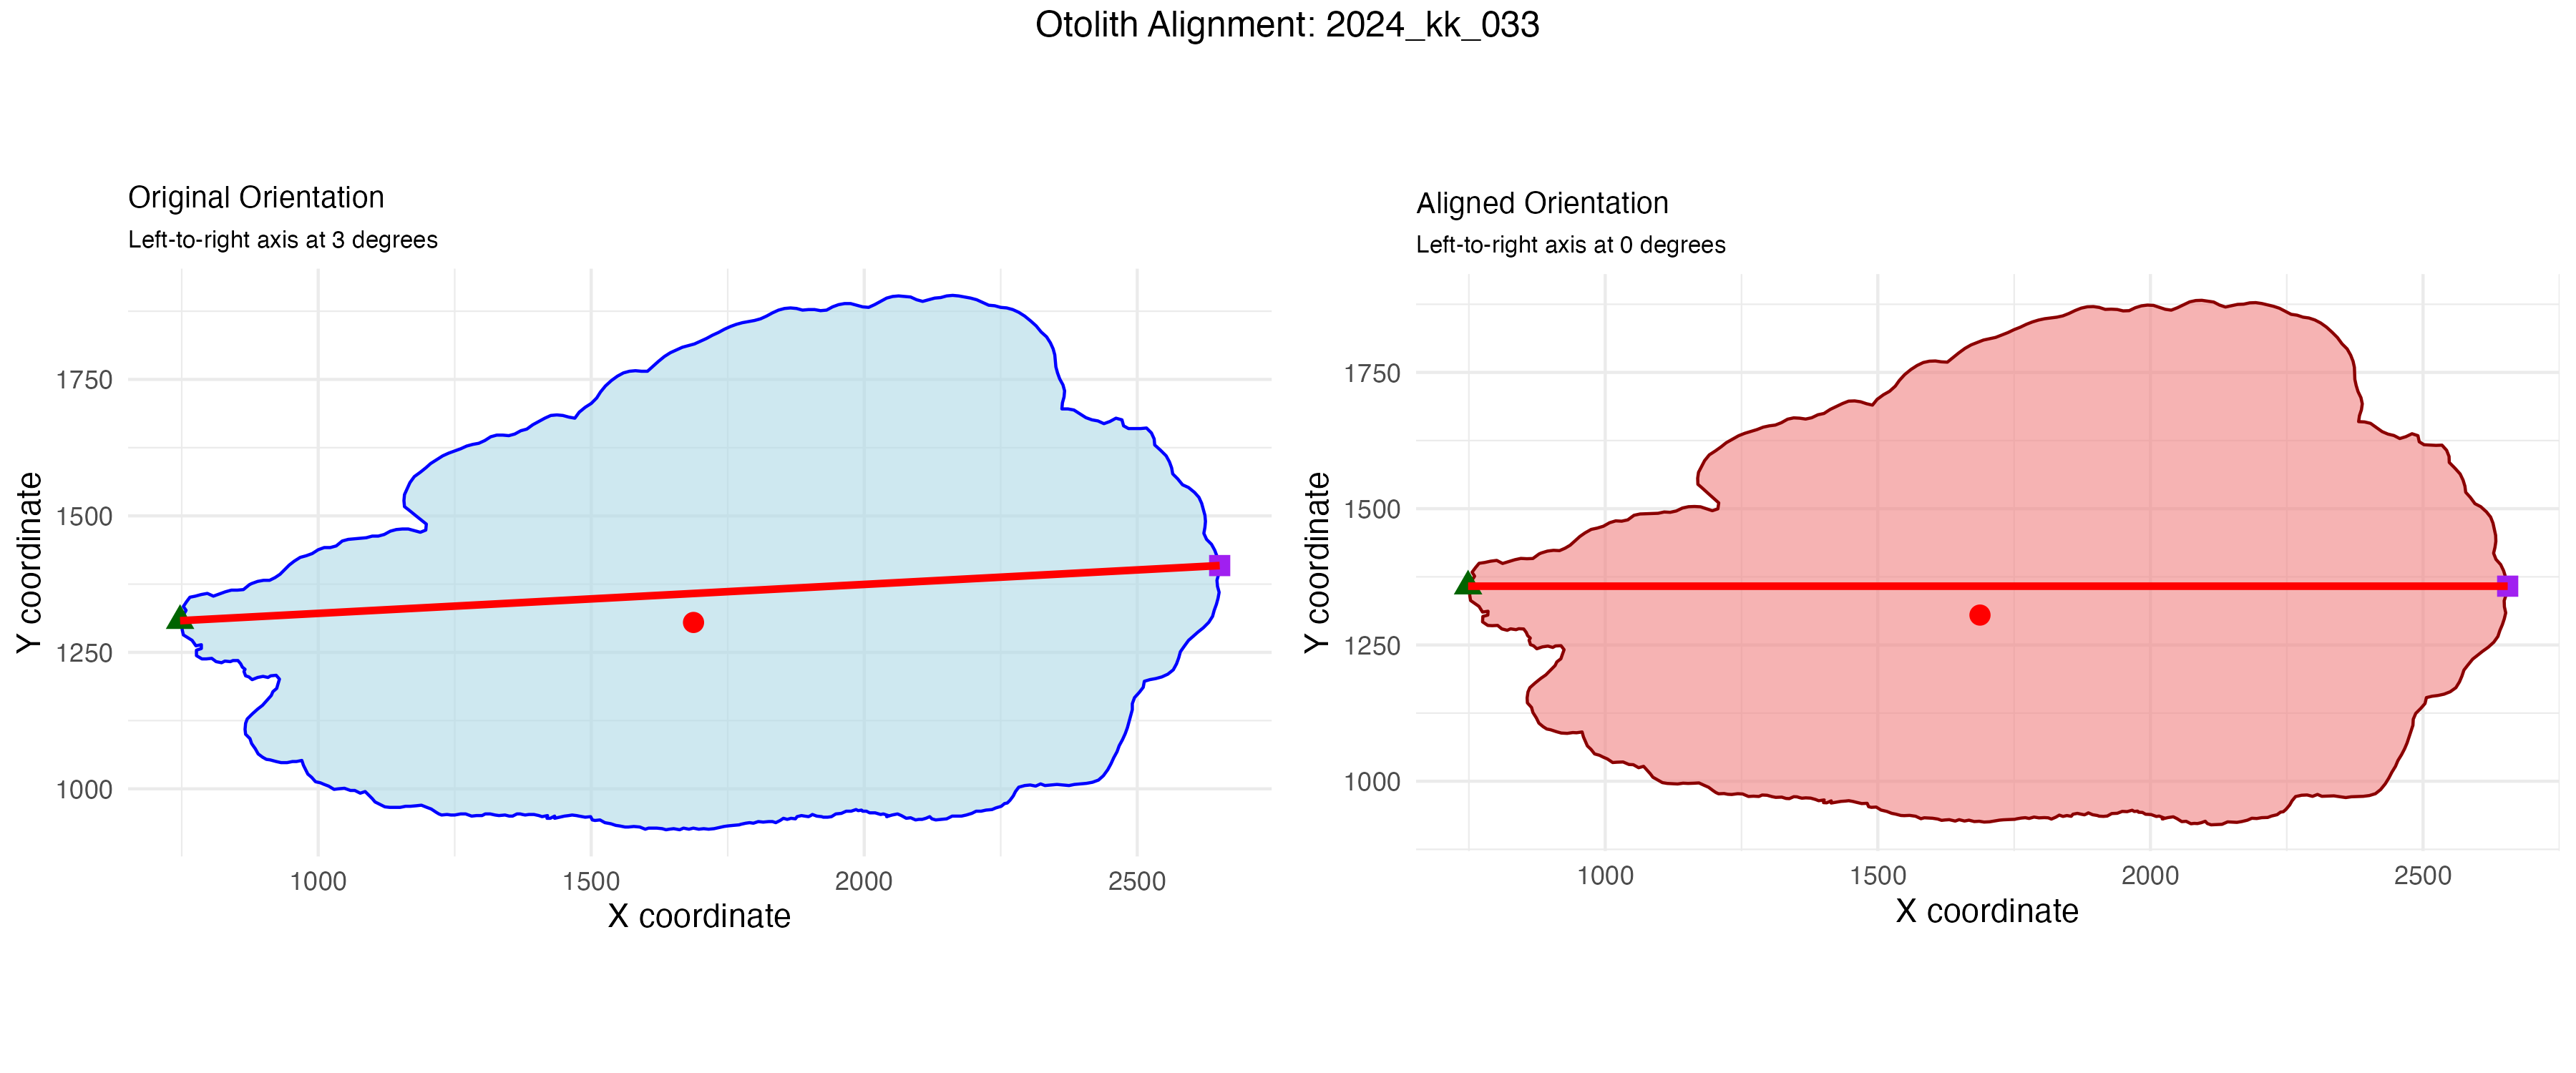 Otolith Alignment: 2024_kk_033
Original Orientation
Left-to-right axis at 3 degrees
Y coordinate
1750
1500
1250
1000
1000 1500 2000 2500
X coordinate
Aligned Orientation
Left-to-right axis at 0 degrees
Y coordinate
1750
1500
1250
1000
1000 1500 2000 2500
X coordinate